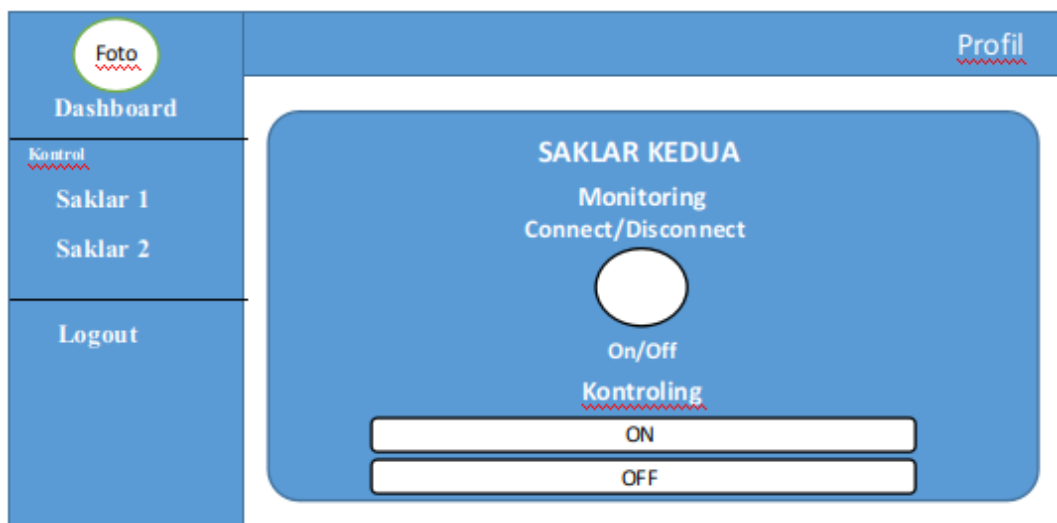 Foto
Dashboard
Kontrol
Saklar 1
Saklar 2
Logout
Profil
SAKLAR KEDUA
Monitoring
Connect/Disconnect
On/Off
Kontroling
ON
OFF